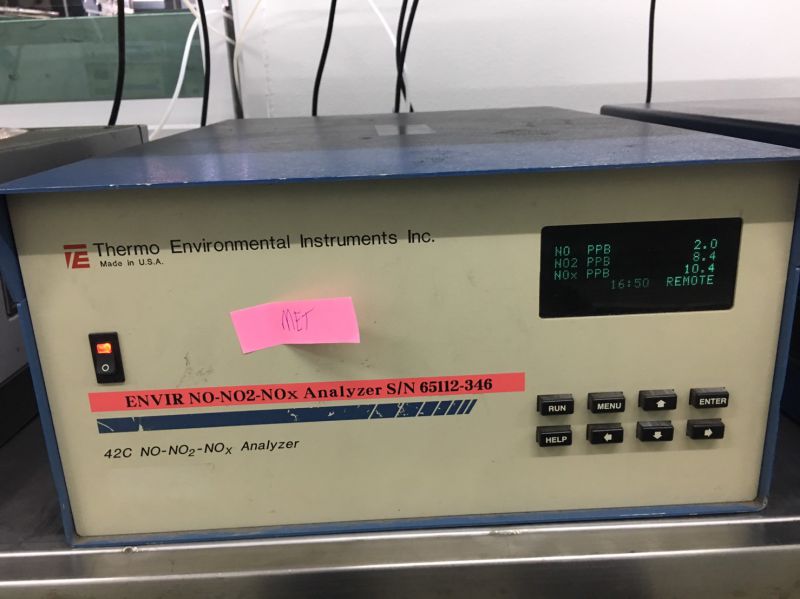 TE Thermo Environmental Instruments Inc.
Made in U.S.A.
NO PPB 2.0
NO2 PPB 8.4
NOx PPB 10.4
16:50 REMOTE
MET
ENVIR NO-NO2-NOx Analyzer S/N 65112-346
42C NO-NO₂-NOₓ Analyzer
RUN MENU ENTER
HELP
O